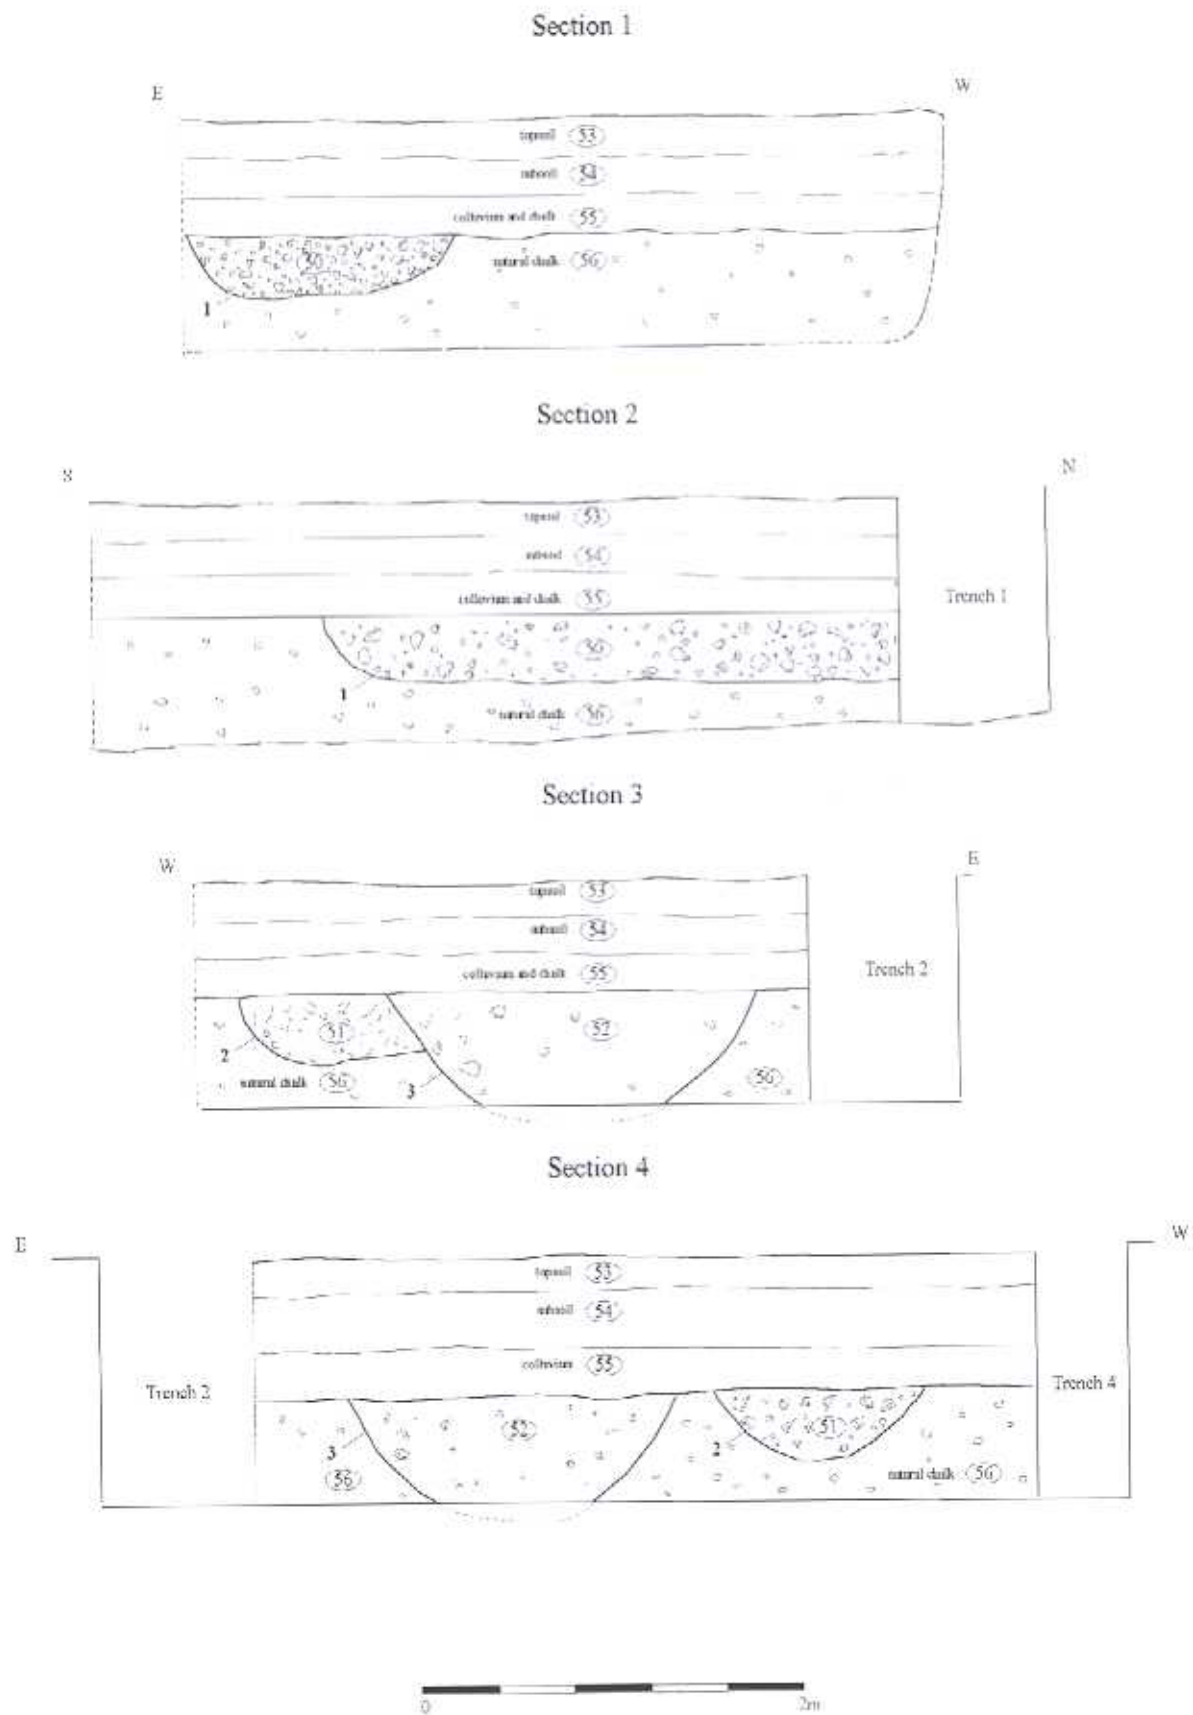 Section 1
E W
topsoil 53
subsoil 54
colluvium and chalk 55
50 natural chalk 56
1
Section 2
S N
topsoil 53
subsoil 54
colluvium and chalk 55 Trench 1
50
1
natural chalk 56
Section 3
W E
topsoil 53
subsoil 54
colluvium and chalk 55 Trench 2
51 52
2
natural chalk 56 3 56
Section 4
E W
topsoil 53
subsoil 54
colluvium 55
Trench 2 Trench 4
52 51
3 2
56 natural chalk 56
0 2m